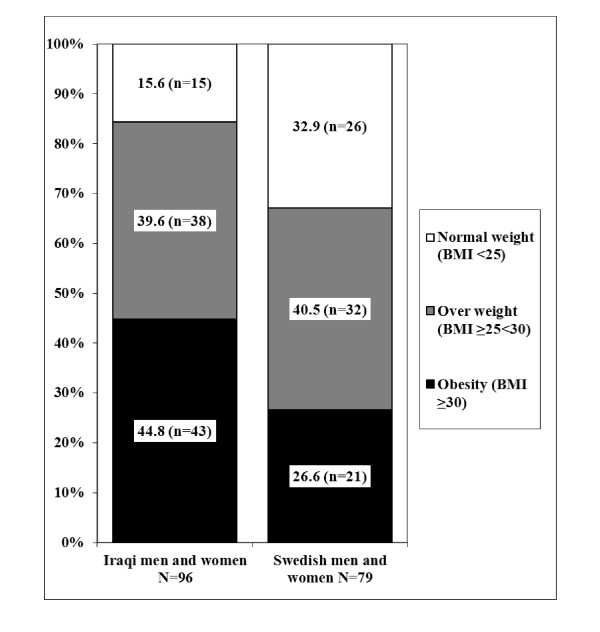 100%
90%
80%
70%
60%
50%
40%
30%
20%
10%
0%
15.6 (n=15)
39.6 (n=38)
44.8 (n=43)
32.9 (n=26)
40.5 (n=32)
26.6 (n=21)
Iraqi men and women
N=96
Swedish men and
women N=79
Normal weight
(BMI <25)
Over weight
(BMI ≥25<30)
Obesity (BMI
≥30)